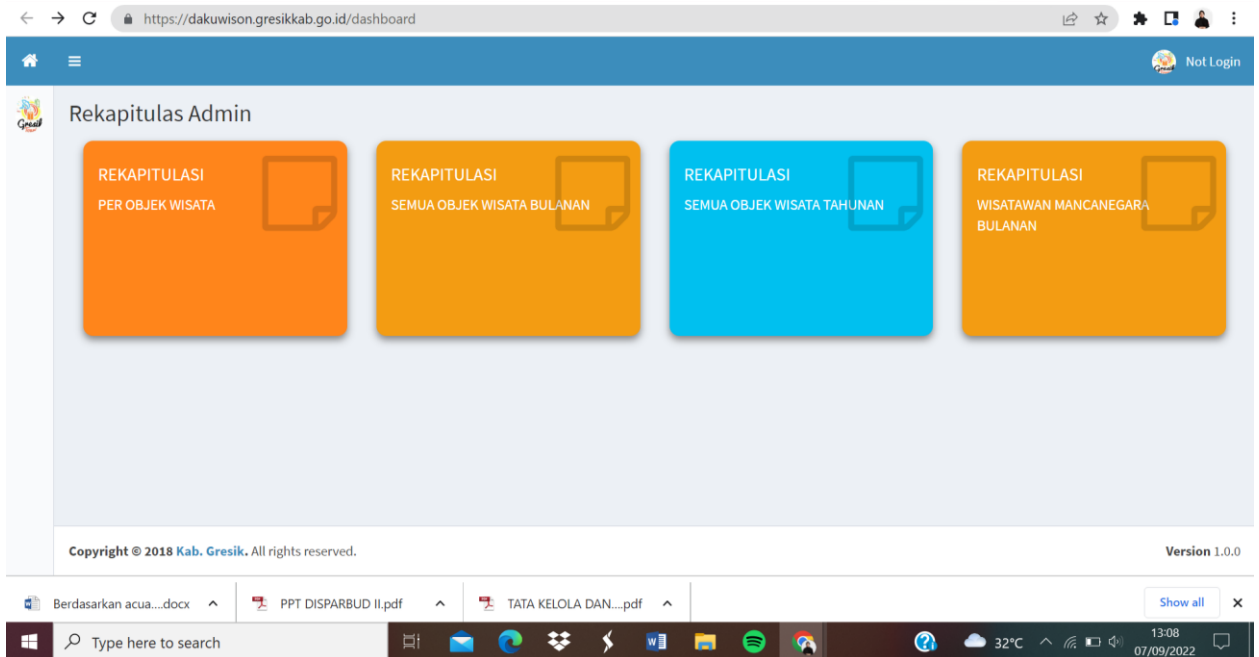 https://dakuwison.gresikkab.go.id/dashboard
Not Login
Gresik
Rekapitulas Admin
REKAPITULASI
PER OBJEK WISATA
REKAPITULASI
SEMUA OBJEK WISATA BULANAN
REKAPITULASI
SEMUA OBJEK WISATA TAHUNAN
REKAPITULASI
WISATAWAN MANCANEGARA
BULANAN
Copyright © 2018 Kab. Gresik. All rights reserved.
Version 1.0.0
Berdasarkan acua....docx
PPT DISPARBUD II.pdf
TATA KELOLA DAN....pdf
Show all
Type here to search
32°C
13:08
07/09/2022